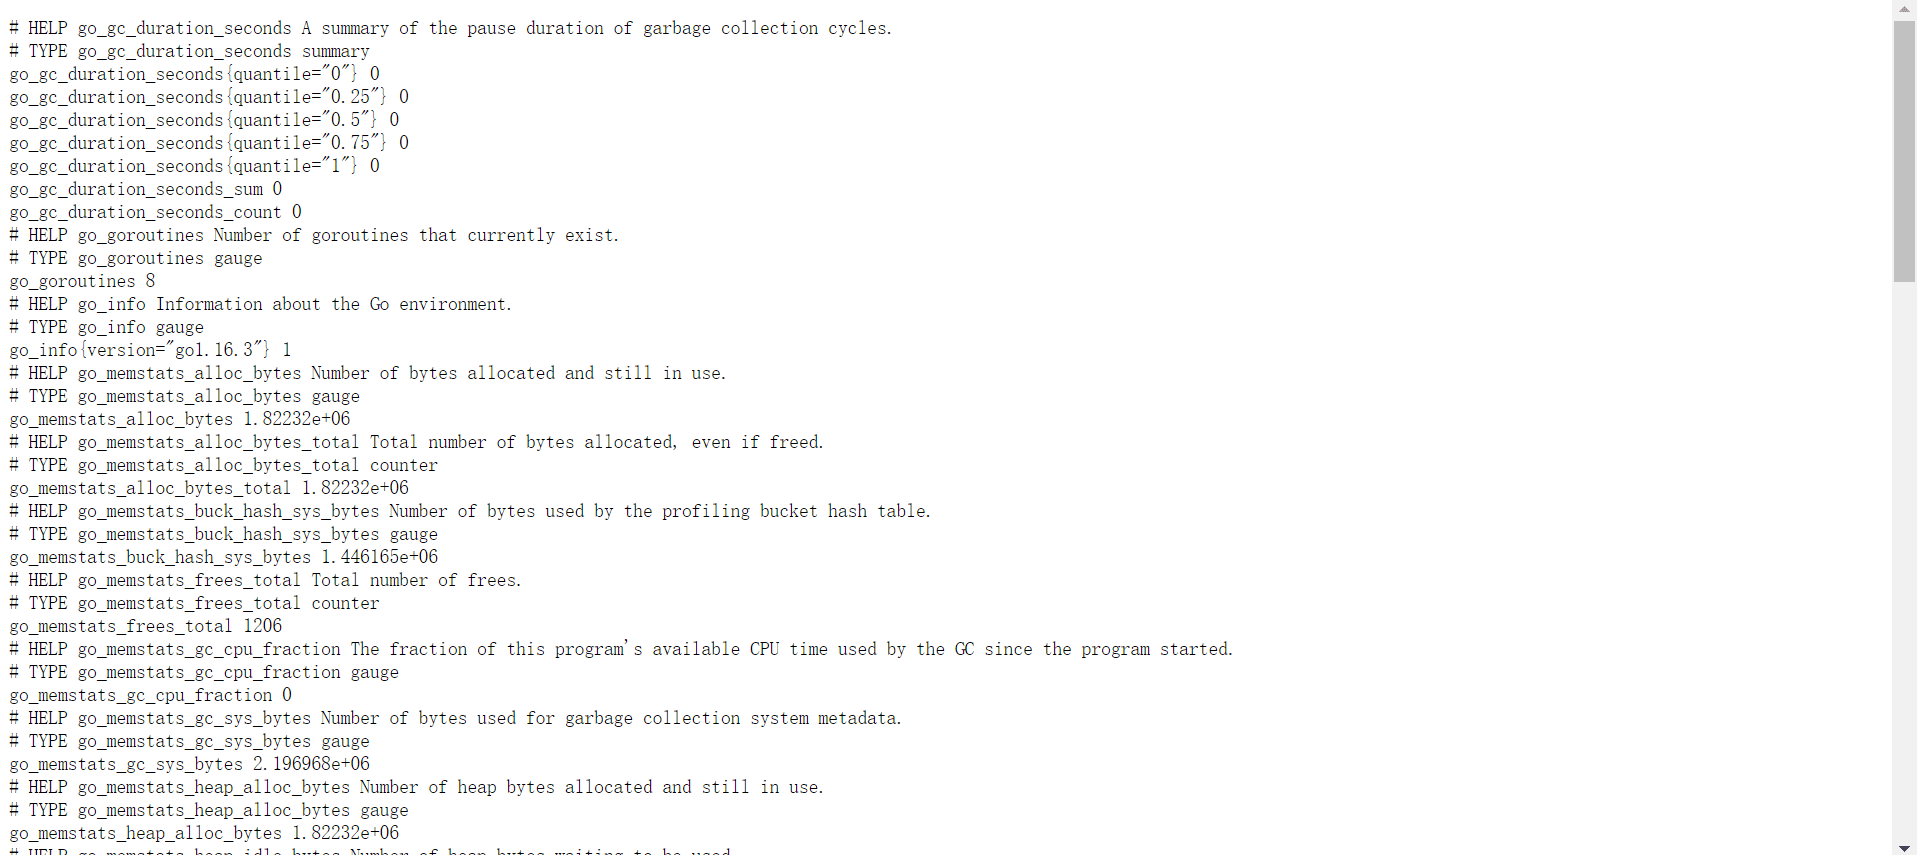 # HELP go_gc_duration_seconds A summary of the pause duration of garbage collection cycles.
# TYPE go_gc_duration_seconds summary
go_gc_duration_seconds{quantile="0"} 0
go_gc_duration_seconds{quantile="0.25"} 0
go_gc_duration_seconds{quantile="0.5"} 0
go_gc_duration_seconds{quantile="0.75"} 0
go_gc_duration_seconds{quantile="1"} 0
go_gc_duration_seconds_sum 0
go_gc_duration_seconds_count 0
# HELP go_goroutines Number of goroutines that currently exist.
# TYPE go_goroutines gauge
go_goroutines 8
# HELP go_info Information about the Go environment.
# TYPE go_info gauge
go_info{version="go1.16.3"} 1
# HELP go_memstats_alloc_bytes Number of bytes allocated and still in use.
# TYPE go_memstats_alloc_bytes gauge
go_memstats_alloc_bytes 1.82232e+06
# HELP go_memstats_alloc_bytes_total Total number of bytes allocated, even if freed.
# TYPE go_memstats_alloc_bytes_total counter
go_memstats_alloc_bytes_total 1.82232e+06
# HELP go_memstats_buck_hash_sys_bytes Number of bytes used by the profiling bucket hash table.
# TYPE go_memstats_buck_hash_sys_bytes gauge
go_memstats_buck_hash_sys_bytes 1.446165e+06
# HELP go_memstats_frees_total Total number of frees.
# TYPE go_memstats_frees_total counter
go_memstats_frees_total 1206
# HELP go_memstats_gc_cpu_fraction The fraction of this program's available CPU time used by the GC since the program started.
# TYPE go_memstats_gc_cpu_fraction gauge
go_memstats_gc_cpu_fraction 0
# HELP go_memstats_gc_sys_bytes Number of bytes used for garbage collection system metadata.
# TYPE go_memstats_gc_sys_bytes gauge
go_memstats_gc_sys_bytes 2.196968e+06
# HELP go_memstats_heap_alloc_bytes Number of heap bytes allocated and still in use.
# TYPE go_memstats_heap_alloc_bytes gauge
go_memstats_heap_alloc_bytes 1.82232e+06
# HELP go_memstats_heap_idle_bytes Number of heap bytes waiting to be used.